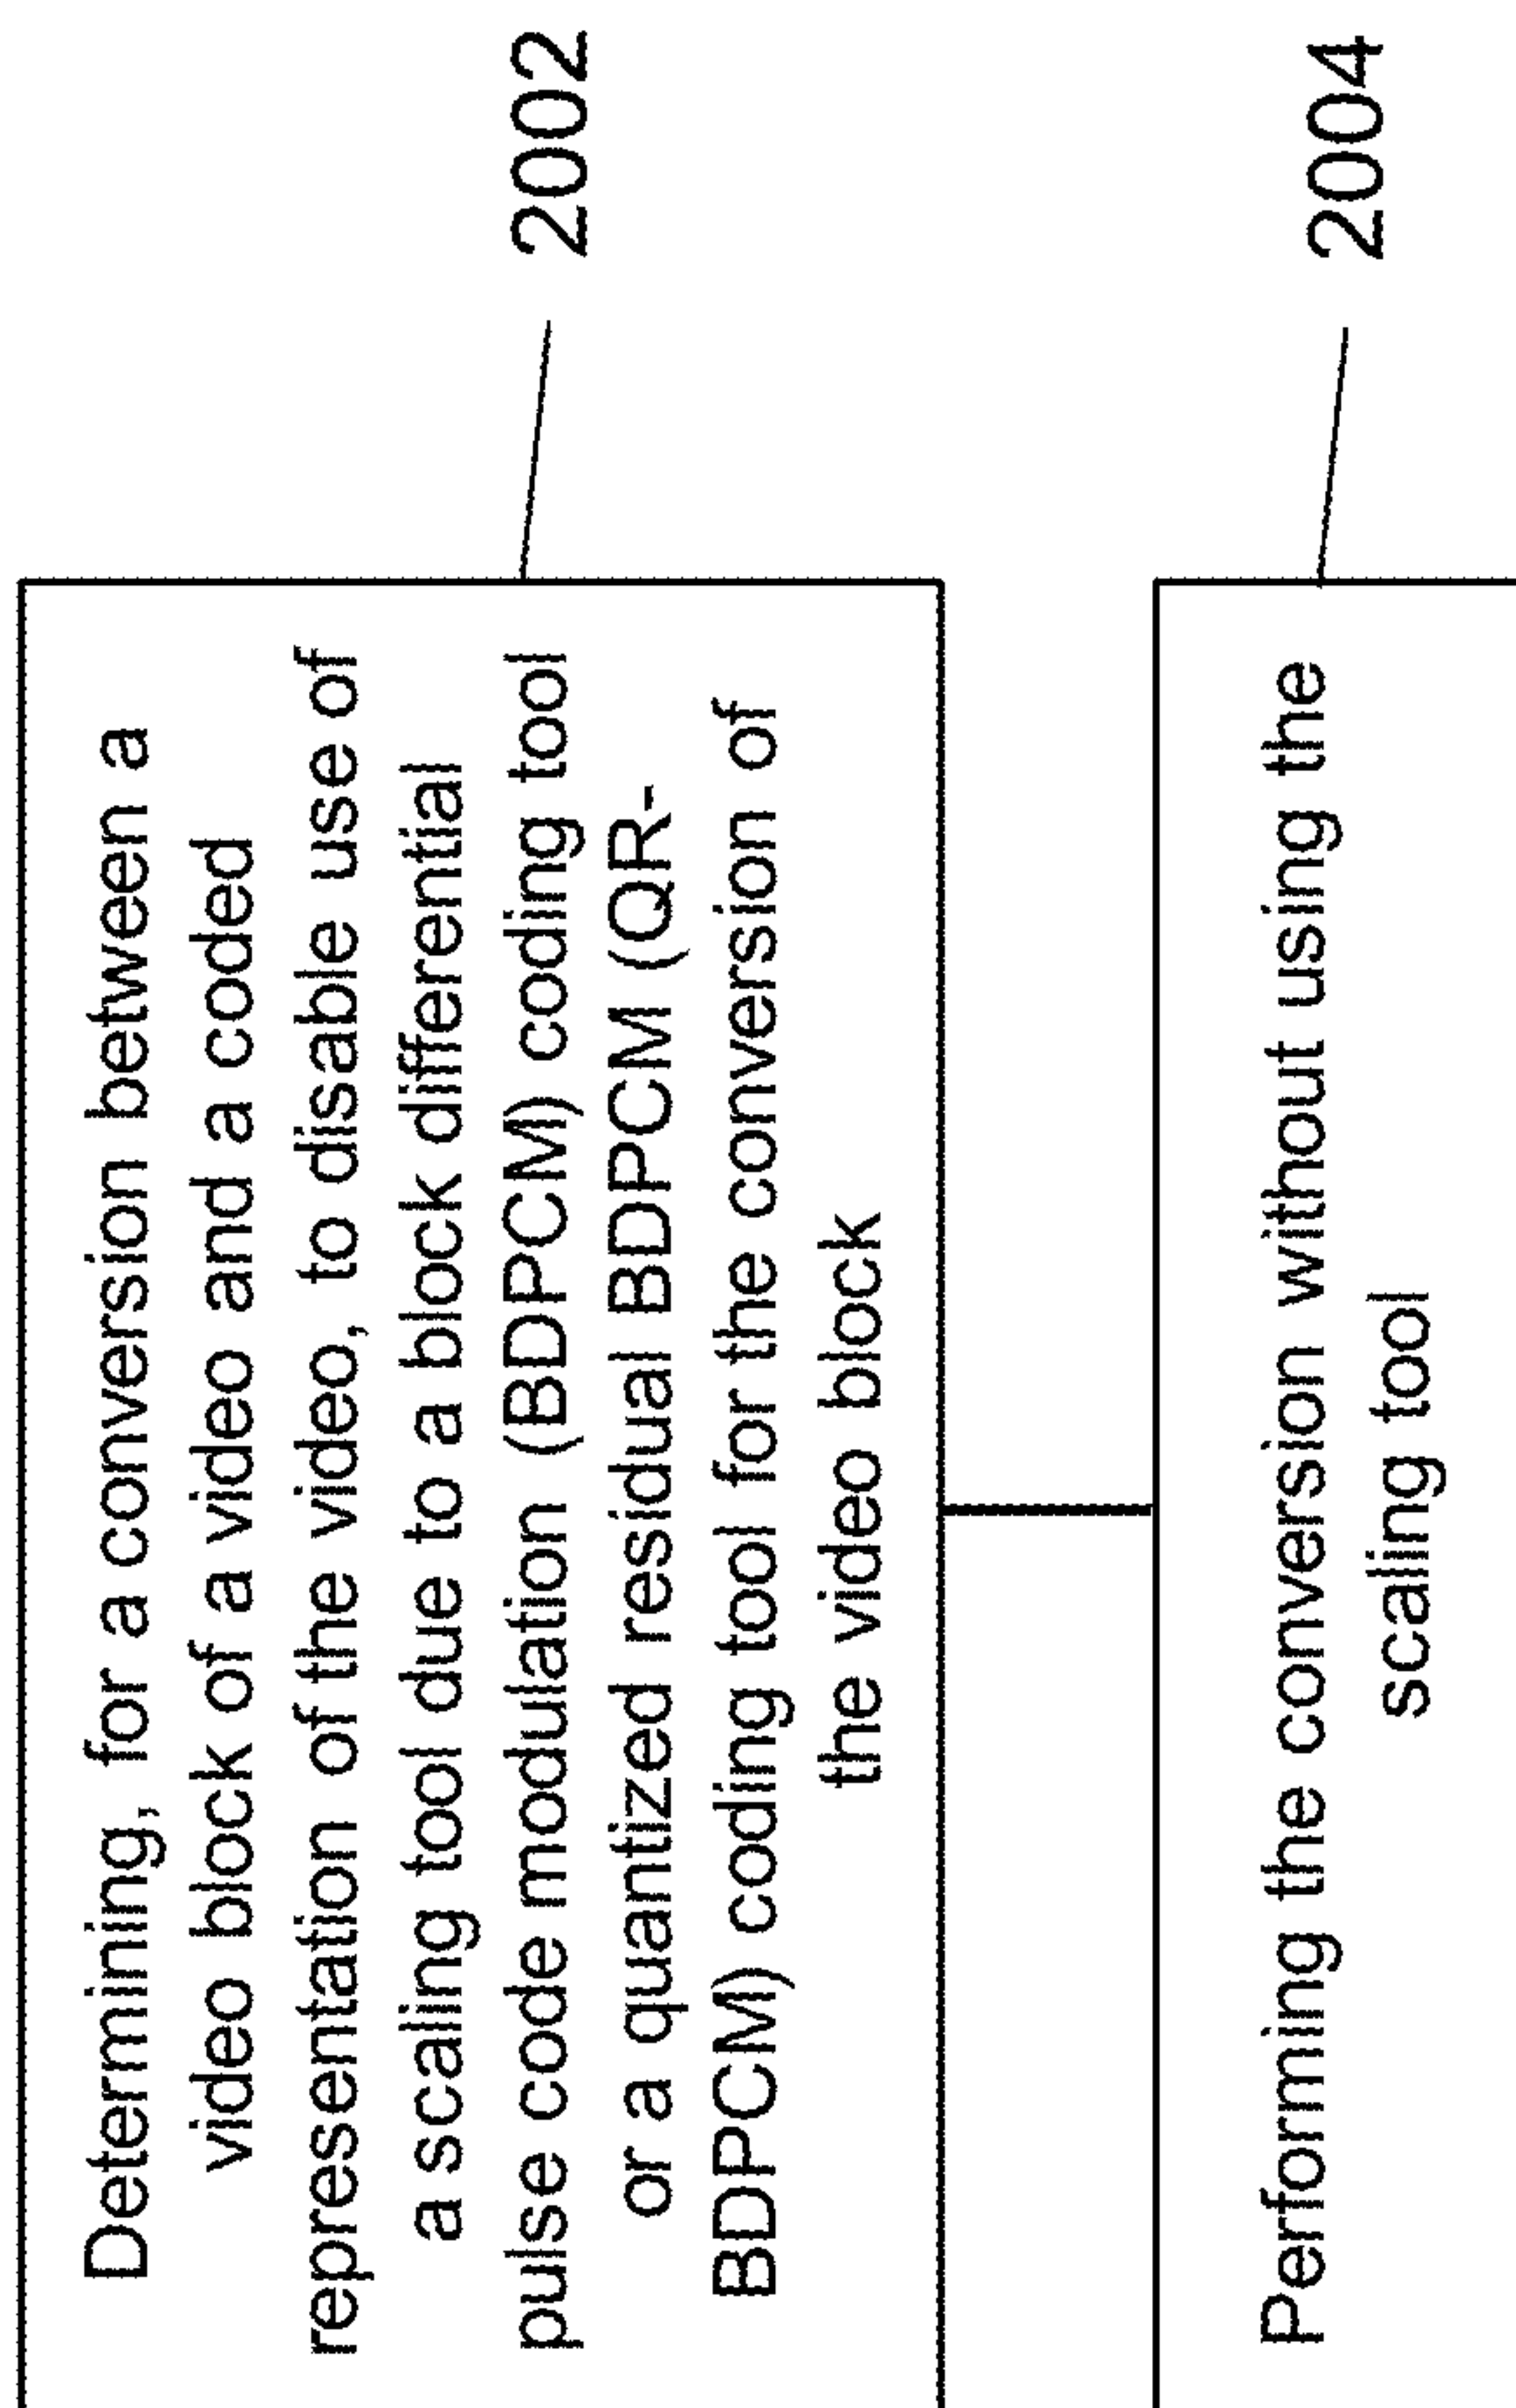 Determining, for a conversion between a
video block of a video and a coded
representation of the video, to disable use of
a scaling tool due to a block differential
pulse code modulation (BDPCM) coding tool
or a quantized residual BDPCM (QR-
BDPCM) coding tool for the conversion of
the video block
2002
Performing the conversion without using the
scaling tool
2004